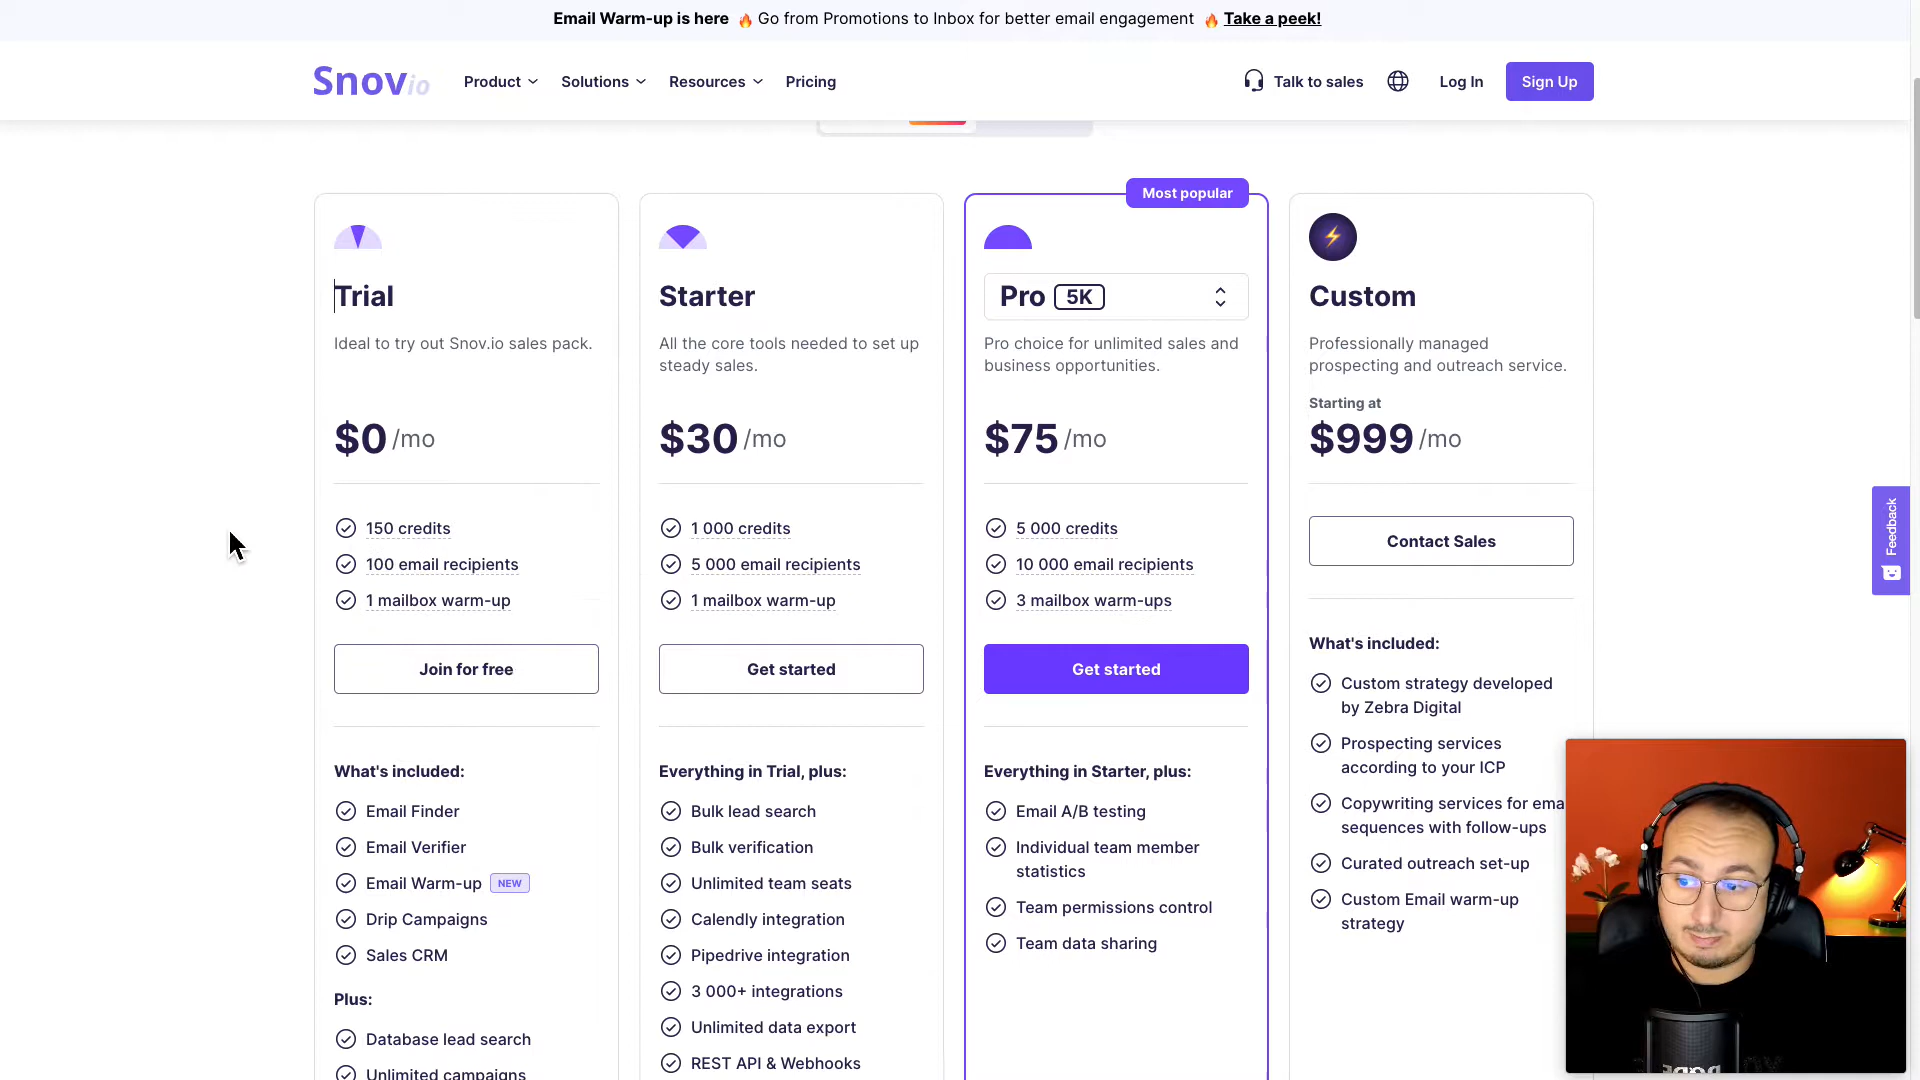 Email Warm-up is here 🔥 Go from Promotions to Inbox for better email engagement 🔥 Take a peek!
Snovio
Product
Solutions
Resources
Pricing
Talk to sales
Log In
Sign Up
Trial
Ideal to try out Snov.io sales pack.
$0 /mo
150 credits
100 email recipients
1 mailbox warm-up
Join for free
What's included:
Email Finder
Email Verifier
Email Warm-up NEW
Drip Campaigns
Sales CRM
Plus:
Database lead search
Unlimited campaigns
Starter
All the core tools needed to set up
steady sales.
$30 /mo
1 000 credits
5 000 email recipients
1 mailbox warm-up
Get started
Everything in Trial, plus:
Bulk lead search
Bulk verification
Unlimited team seats
Calendly integration
Pipedrive integration
3 000+ integrations
Unlimited data export
REST API & Webhooks
Most popular
Pro 5K
Pro choice for unlimited sales and
business opportunities.
$75 /mo
5 000 credits
10 000 email recipients
3 mailbox warm-ups
Get started
Everything in Starter, plus:
Email A/B testing
Individual team member
statistics
Team permissions control
Team data sharing
Custom
Professionally managed
prospecting and outreach service.
Starting at
$999 /mo
Contact Sales
What's included:
Custom strategy developed
by Zebra Digital
Prospecting services
according to your ICP
Copywriting services for ema
sequences with follow-ups
Curated outreach set-up
Custom Email warm-up
strategy
Feedback